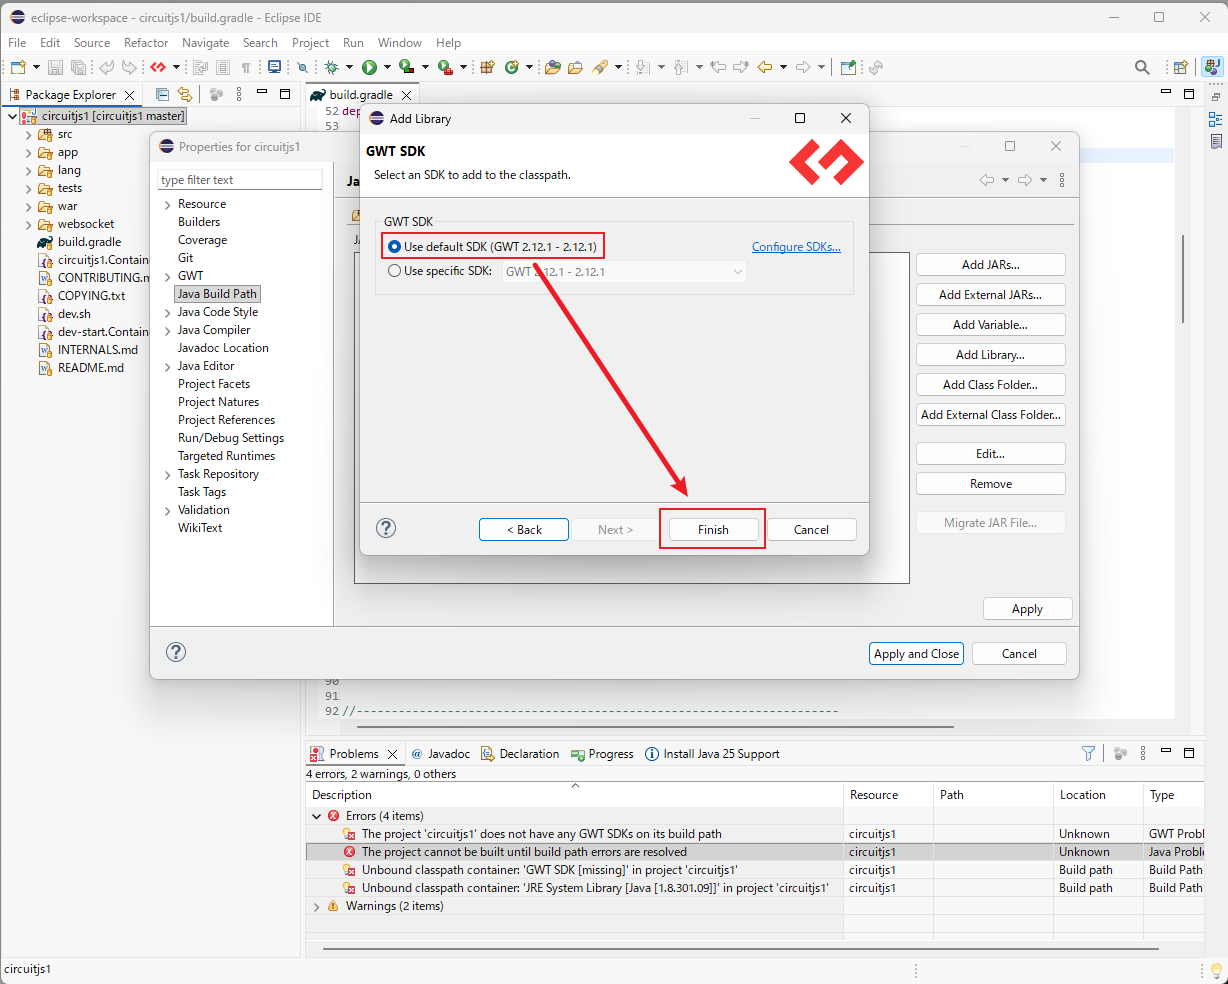 eclipse-workspace - circuitjs1/build.gradle - Eclipse IDE
File Edit Source Refactor Navigate Search Project Run Window Help
Package Explorer
build.gradle
circuitjs1 [circuitjs1 master]
src
app
lang
tests
war
websocket
build.gradle
circuitjs1.Contain
CONTRIBUTING.m
COPYING.txt
dev.sh
dev-start.Contain
INTERNALS.md
README.md
52 dep
53
Properties for circuitjs1
type filter text
Resource
Builders
Coverage
Git
GWT
Java Build Path
Java Code Style
Java Compiler
Javadoc Location
Java Editor
Project Facets
Project Natures
Project References
Run/Debug Settings
Targeted Runtimes
Task Repository
Task Tags
Validation
WikiText
Ja
JA
Add JARs...
Add External JARs...
Add Variable...
Add Library...
Add Class Folder...
Add External Class Folder...
Edit...
Remove
Migrate JAR File...
Apply
Apply and Close
Cancel
Add Library
GWT SDK
Select an SDK to add to the classpath.
GWT SDK
Use default SDK (GWT 2.12.1 - 2.12.1)
Configure SDKs...
Use specific SDK: GWT 2.12.1 - 2.12.1
< Back
Next >
Finish
Cancel
90
91
92 //---------------------------------------------------------------------
Problems
Javadoc
Declaration
Progress
Install Java 25 Support
4 errors, 2 warnings, 0 others
Description Resource Path Location Type
Errors (4 items)
The project 'circuitjs1' does not have any GWT SDKs on its build path circuitjs1 Unknown GWT Probl
The project cannot be built until build path errors are resolved circuitjs1 Unknown Java Proble
Unbound classpath container: 'GWT SDK [missing]' in project 'circuitjs1' circuitjs1 Build path Build Path
Unbound classpath container: 'JRE System Library [Java [1.8.301.09]]' in project 'circuitjs1' circuitjs1 Build path Build Path
Warnings (2 items)
circuitjs1